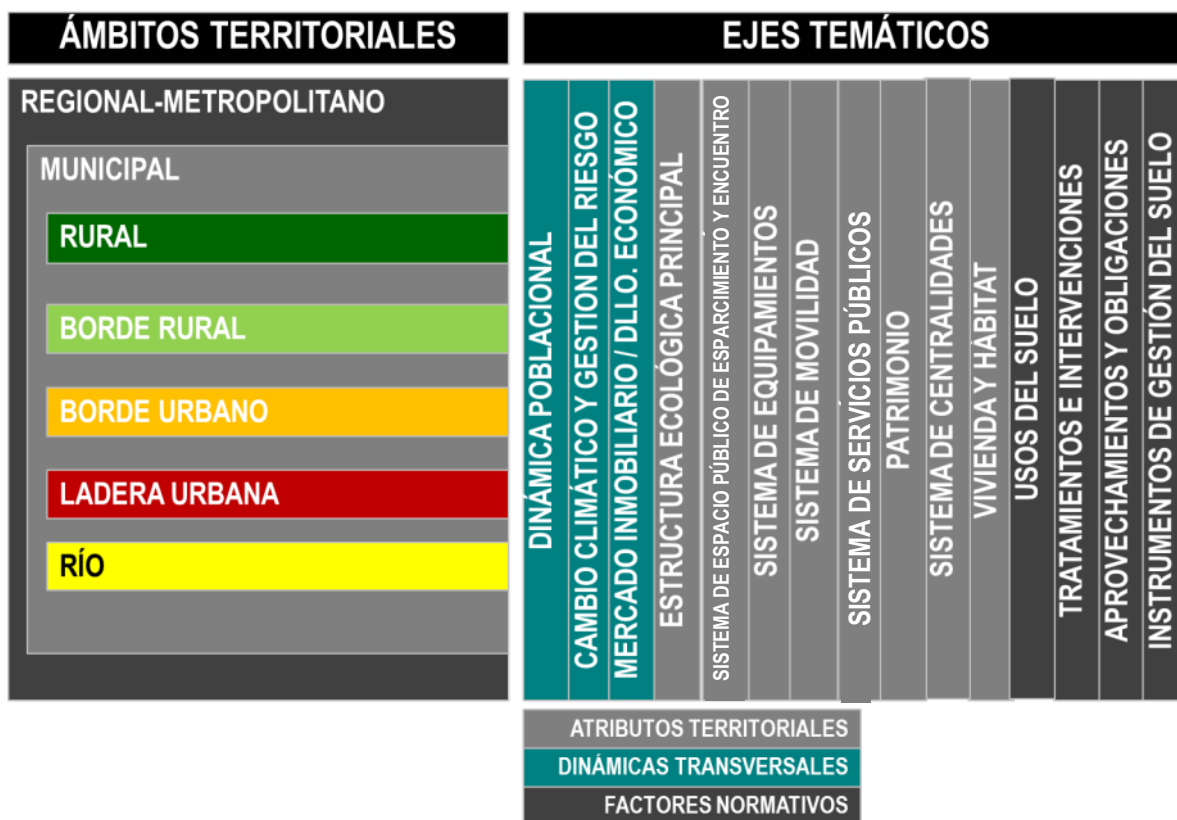 ÁMBITOS TERRITORIALES
REGIONAL-METROPOLITANO
MUNICIPAL
RURAL
BORDE RURAL
BORDE URBANO
LADERA URBANA
RÍO
EJES TEMÁTICOS
DINÁMICA POBLACIONAL
CAMBIO CLIMÁTICO Y GESTION DEL RIESGO
MERCADO INMOBILIARIO / DLLO. ECONÓMICO
ESTRUCTURA ECOLÓGICA PRINCIPAL
SISTEMA DE ESPACIO PÚBLICO DE ESPARCIMIENTO Y ENCUENTRO
SISTEMA DE EQUIPAMIENTOS
SISTEMA DE MOVILIDAD
SISTEMA DE SERVICIOS PÚBLICOS
PATRIMONIO
SISTEMA DE CENTRALIDADES
VIVIENDA Y HÁBITAT
USOS DEL SUELO
TRATAMIENTOS E INTERVENCIONES
APROVECHAMIENTOS Y OBLIGACIONES
INSTRUMENTOS DE GESTIÓN DEL SUELO
ATRIBUTOS TERRITORIALES
DINÁMICAS TRANSVERSALES
FACTORES NORMATIVOS